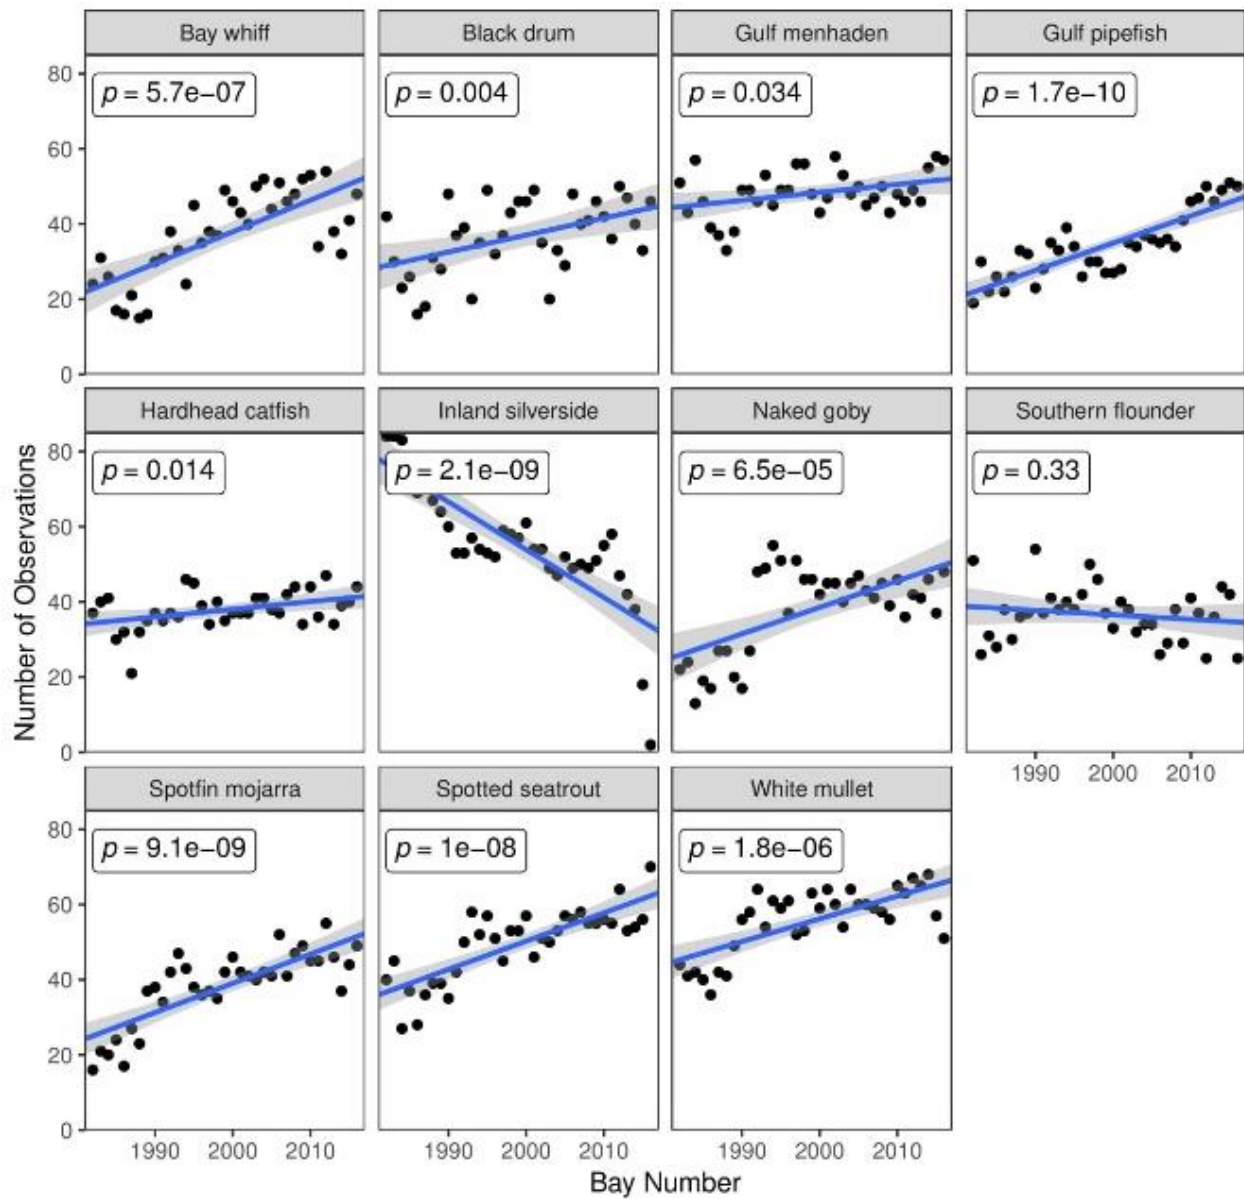 Bay whiff
Black drum
Gulf menhaden
Gulf pipefish
p = 5.7e−07
p = 0.004
p = 0.034
p = 1.7e−10
80
60
40
20
0
Hardhead catfish
Inland silverside
Naked goby
Southern flounder
p = 0.014
p = 2.1e−09
p = 6.5e−05
p = 0.33
80
60
40
20
0
1990 2000 2010
Number of Observations
Spotfin mojarra
Spotted seatrout
White mullet
p = 9.1e−09
p = 1e−08
p = 1.8e−06
80
60
40
20
0
1990 2000 2010
1990 2000 2010
1990 2000 2010
Bay Number